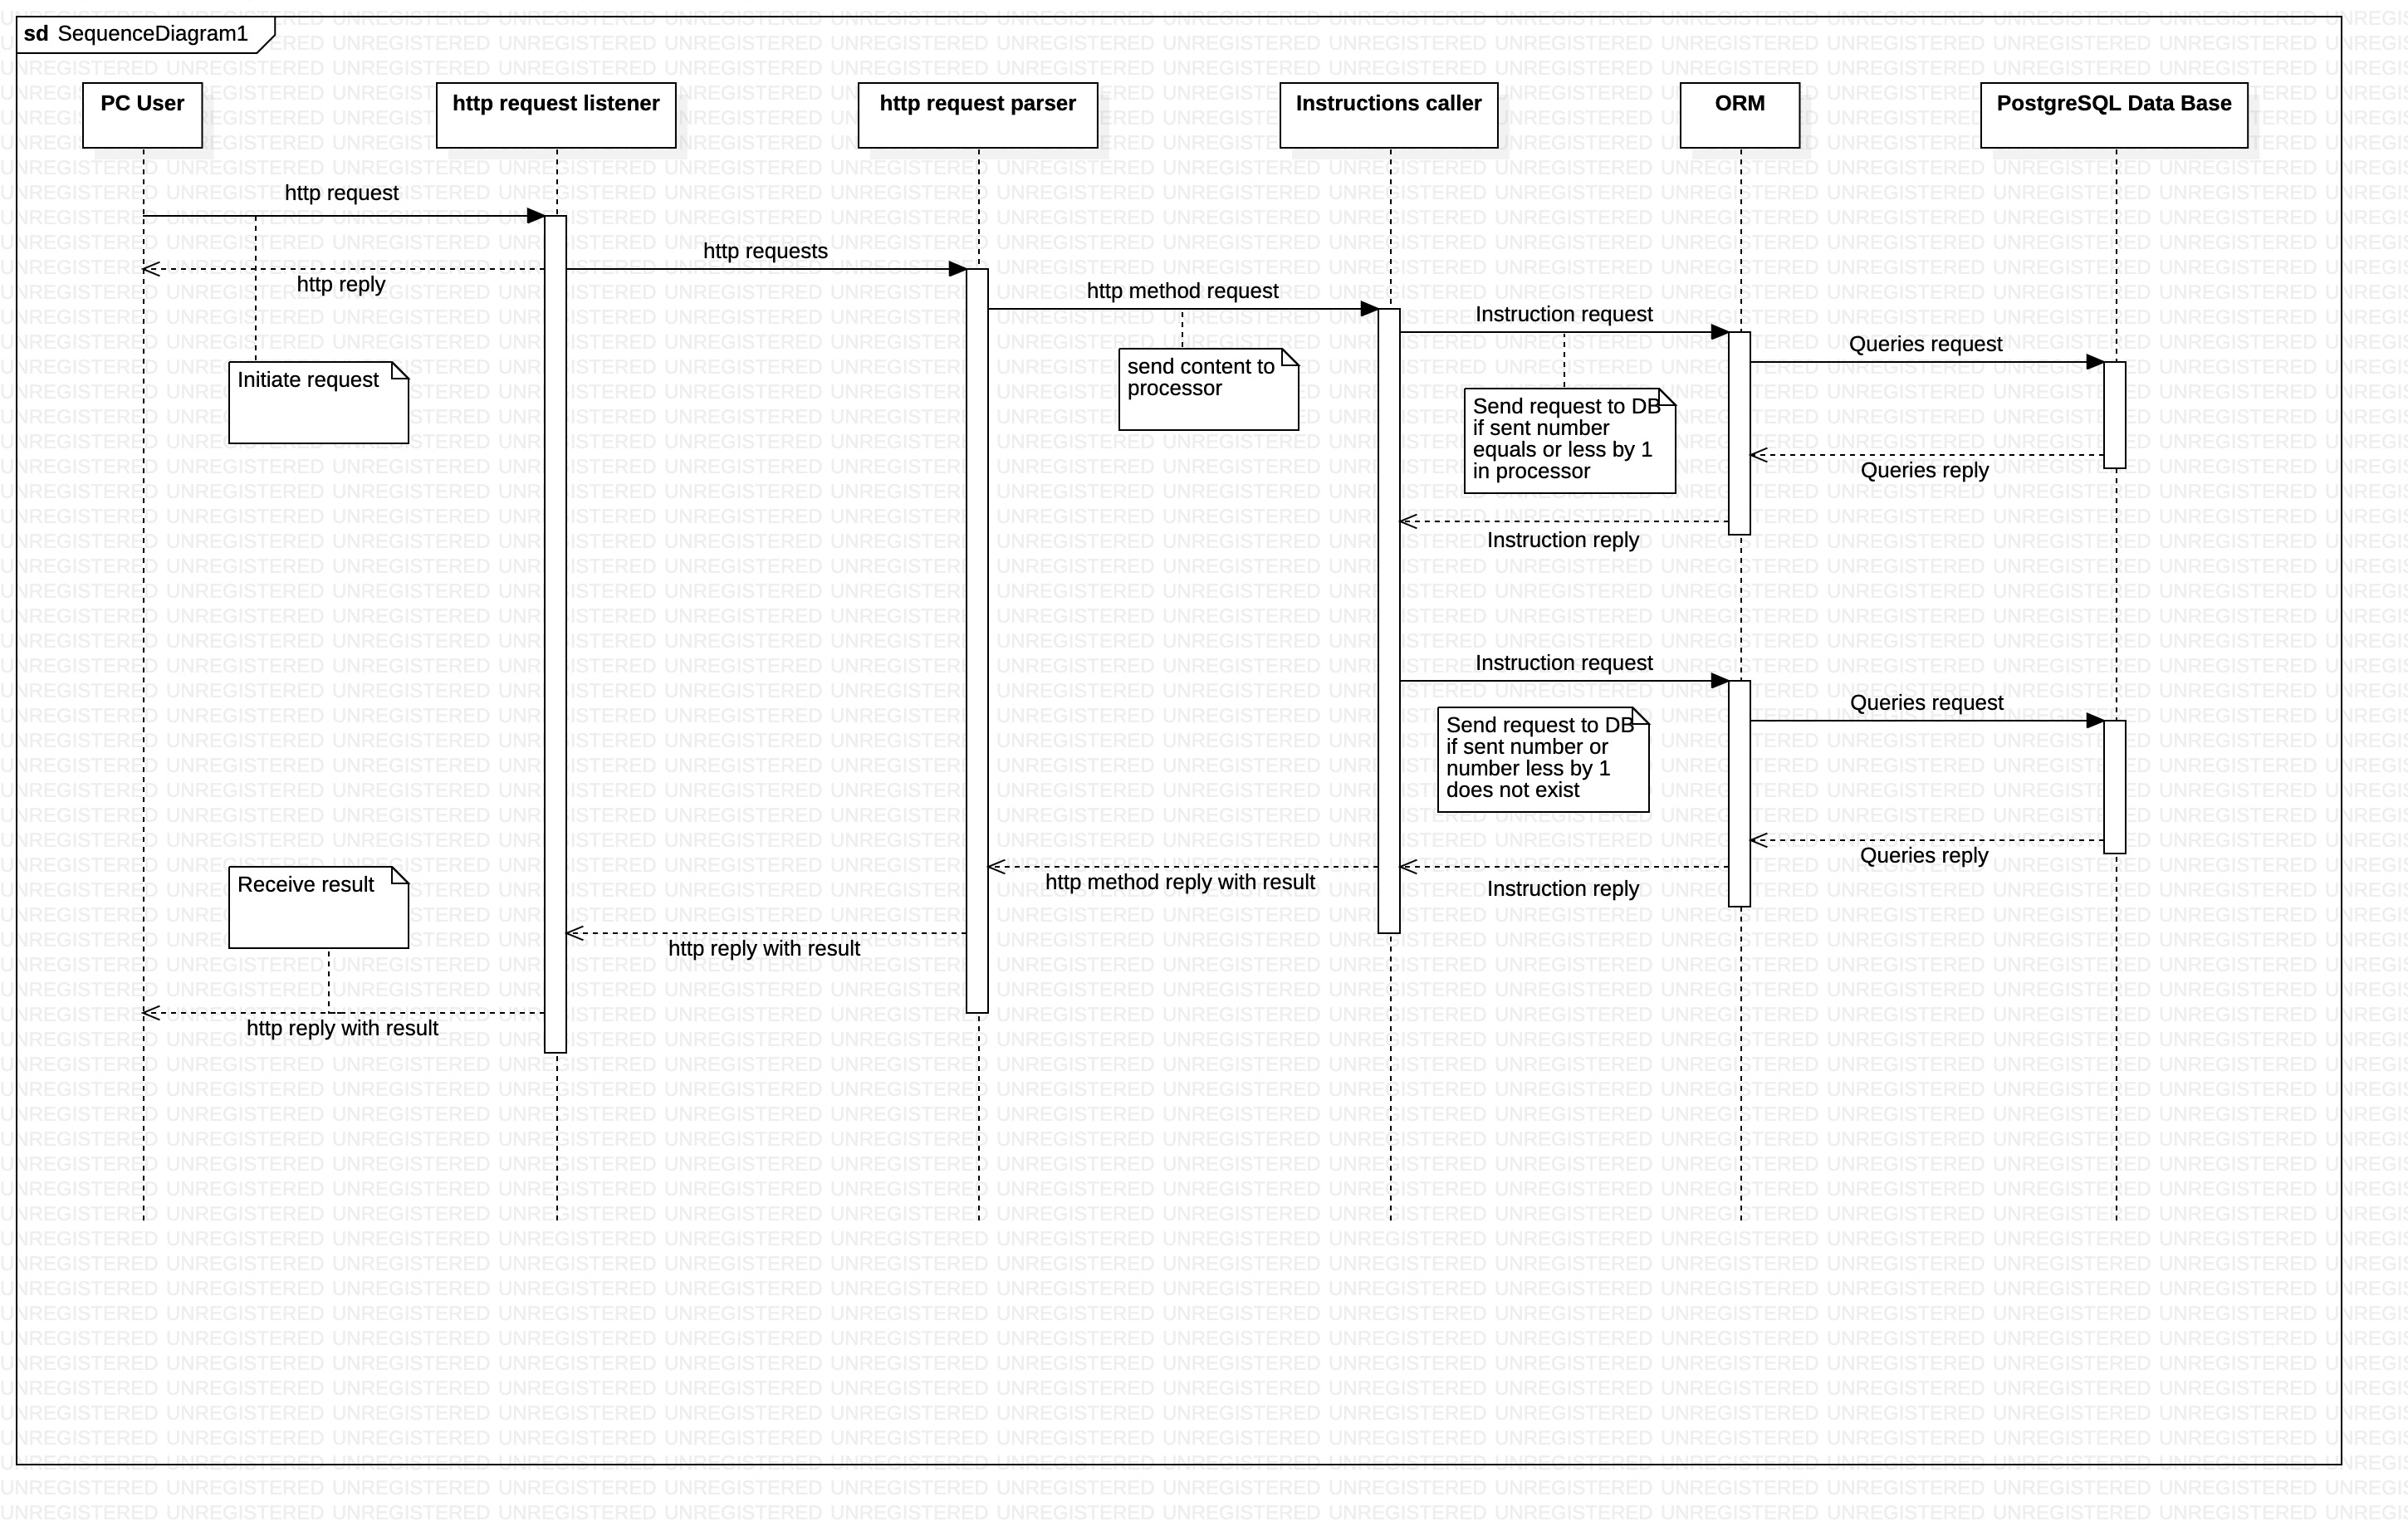 sd SequenceDiagram1
PC User
http request listener
http request parser
Instructions caller
ORM
PostgreSQL Data Base
http request
http requests
http reply
http method request
Instruction request
Queries request
Initiate request
send content to
processor
Send request to DB
if sent number
equals or less by 1
in processor
Queries reply
Instruction reply
Instruction request
Queries request
Send request to DB
if sent number or
number less by 1
does not exist
Queries reply
Receive result
http method reply with result
Instruction reply
http reply with result
http reply with result
UNREGISTERED